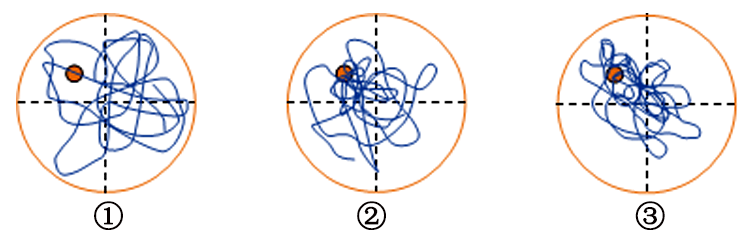 ① ② ③